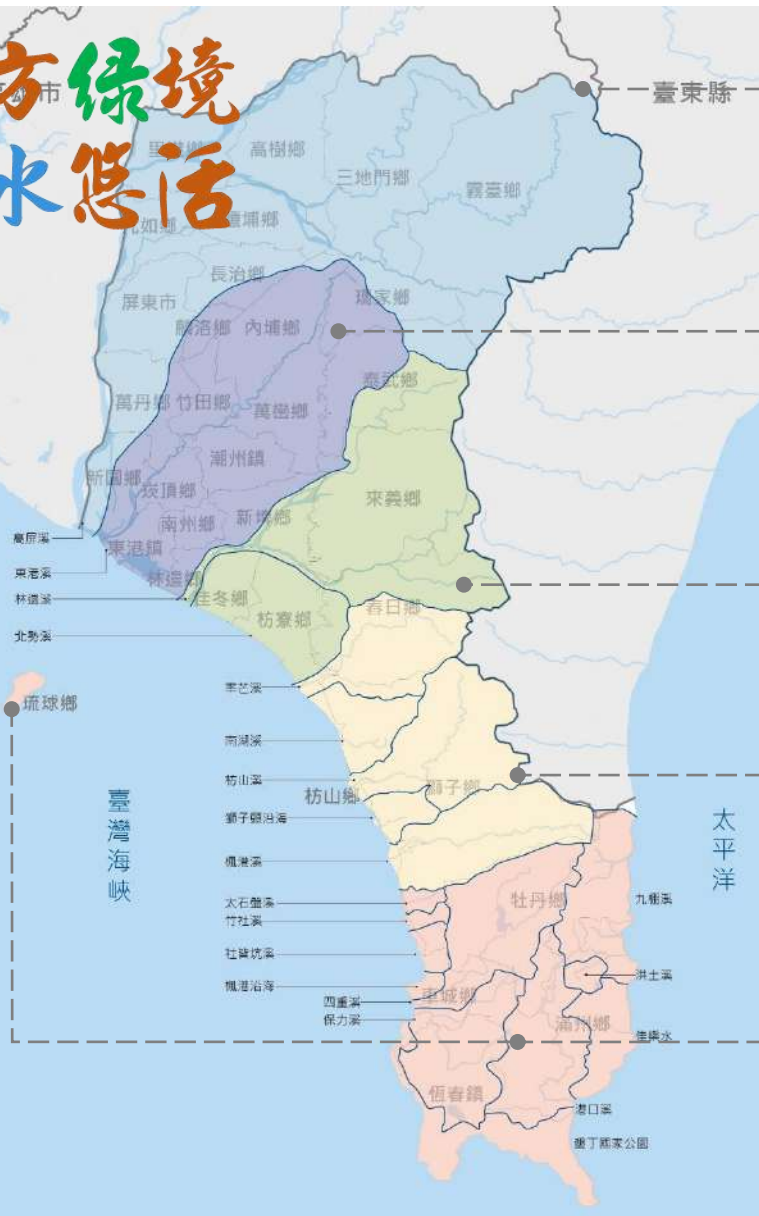 方綠境
水悠活
市
臺東縣
里港鄉
高樹鄉
三地門鄉
霧臺鄉
九如鄉
鹽埔鄉
長治鄉
屏東市
瑪家鄉
麟洛鄉
內埔鄉
泰武鄉
萬丹鄉
竹田鄉
萬巒鄉
潮州鎮
新園鄉
崁頂鄉
來義鄉
南州鄉
新埤鄉
高屏溪
東港鎮
東港溪
林邊鄉
林邊溪
佳冬鄉
春日鄉
枋寮鄉
北勢溪
率芒溪
琉球鄉
南湖溪
枋山溪
枋山鄉
獅子鄉
獅子鄉沿海
臺灣海峽
太平洋
楓港溪
牡丹鄉
大石盤溪
九棚溪
竹社溪
社皆坑溪
楓港沿海
港土溪
四重溪
車城鄉
保力溪
滿州鄉
佳樂水
恆春鎮
港口溪
墾丁國家公園